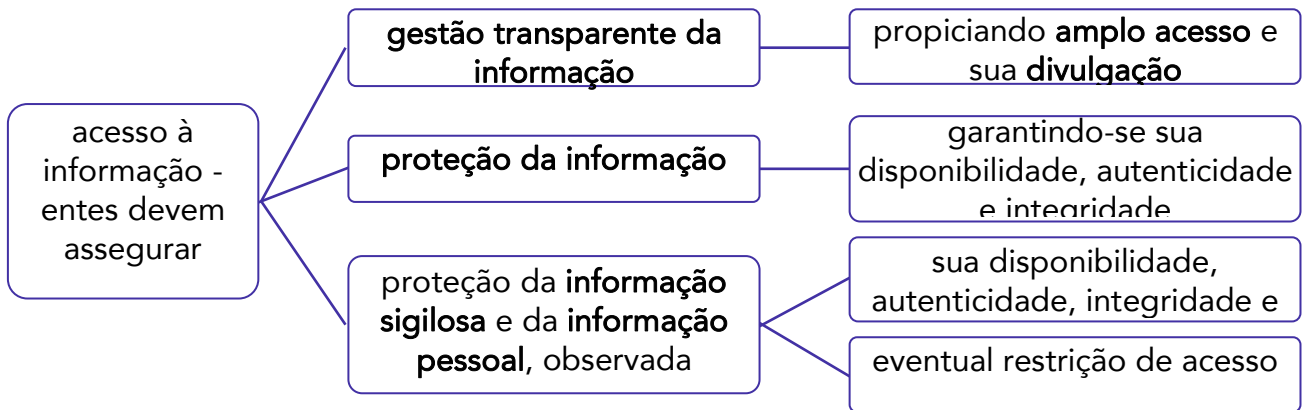 acesso à
informação -
entes devem
assegurar
gestão transparente da
informação
propiciando amplo acesso e
sua divulgação
proteção da informação
garantindo-se sua
disponibilidade, autenticidade
e integridade
proteção da informação
sigilosa e da informação
pessoal, observada
sua disponibilidade,
autenticidade, integridade e
eventual restrição de acesso